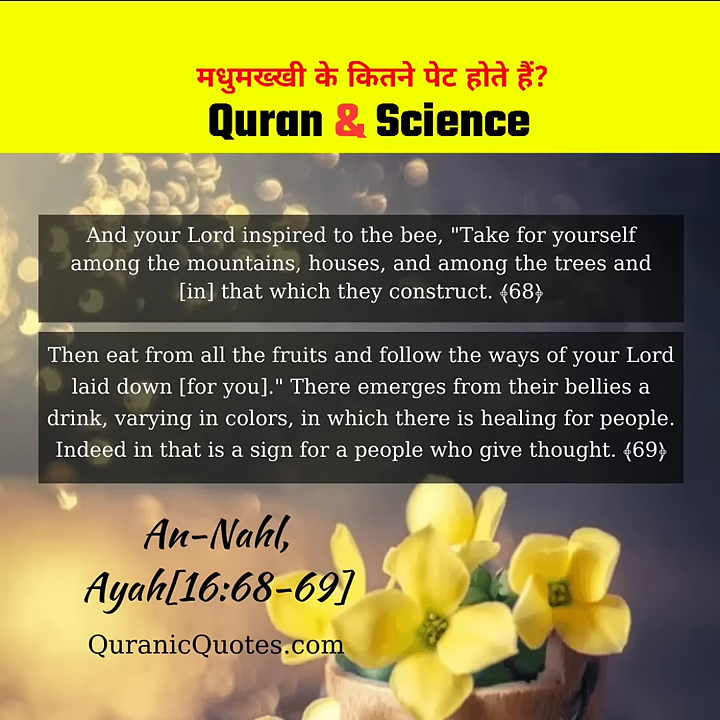 मधुमख्खी के कितने पेट होते हैं?
Quran & Science
And your Lord inspired to the bee, "Take for yourself
among the mountains, houses, and among the trees and
[in] that which they construct. ﴾68﴿
Then eat from all the fruits and follow the ways of your Lord
laid down [for you]." There emerges from their bellies a
drink, varying in colors, in which there is healing for people.
Indeed in that is a sign for a people who give thought. ﴾69﴿
An-Nahl,
Ayah[16:68-69]
QuranicQuotes.com